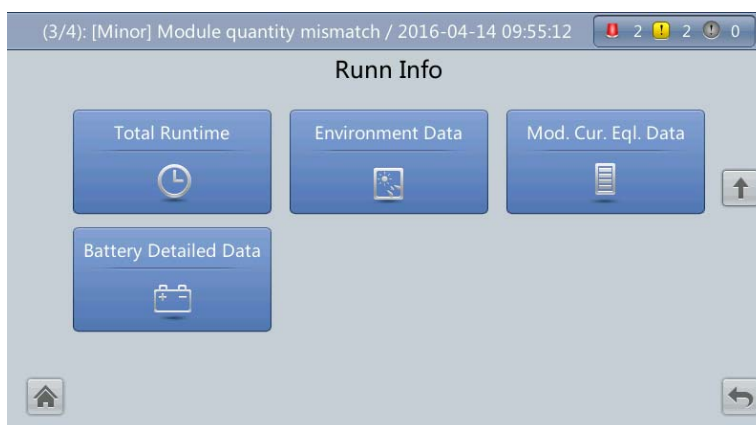 (3/4): [Minor] Module quantity mismatch / 2016-04-14 09:55:12 2 2 0
Runn Info
Total Runtime Environment Data Mod. Cur. Eql. Data
Battery Detailed Data